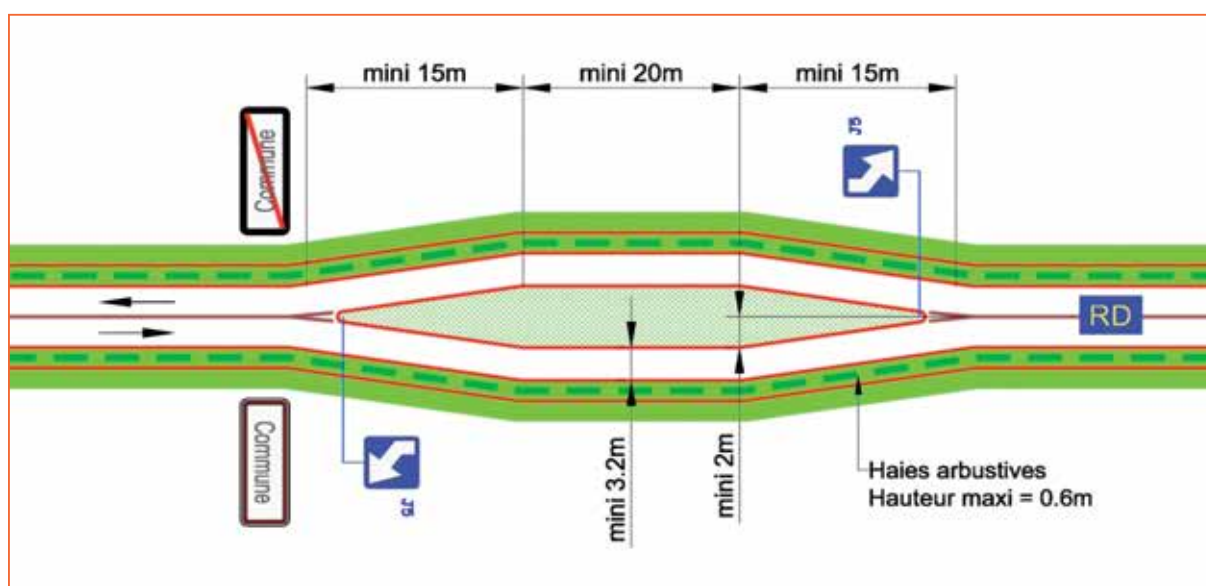 mini 15m
mini 20m
mini 15m
Commune
J5
RD
Commune
J5
mini 3.2m
mini 2m
Haies arbustives
Hauteur maxi = 0.6m